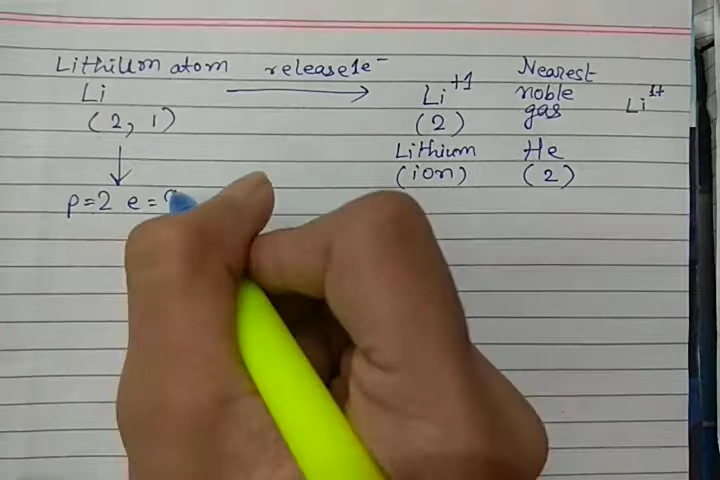 Lithium atom release 1e⁻
Li
(2, 1)
Li⁺¹
(2)
Lithium
(ion)
Nearest
noble
gas
He
(2)
Li¹⁺
p=2 e=